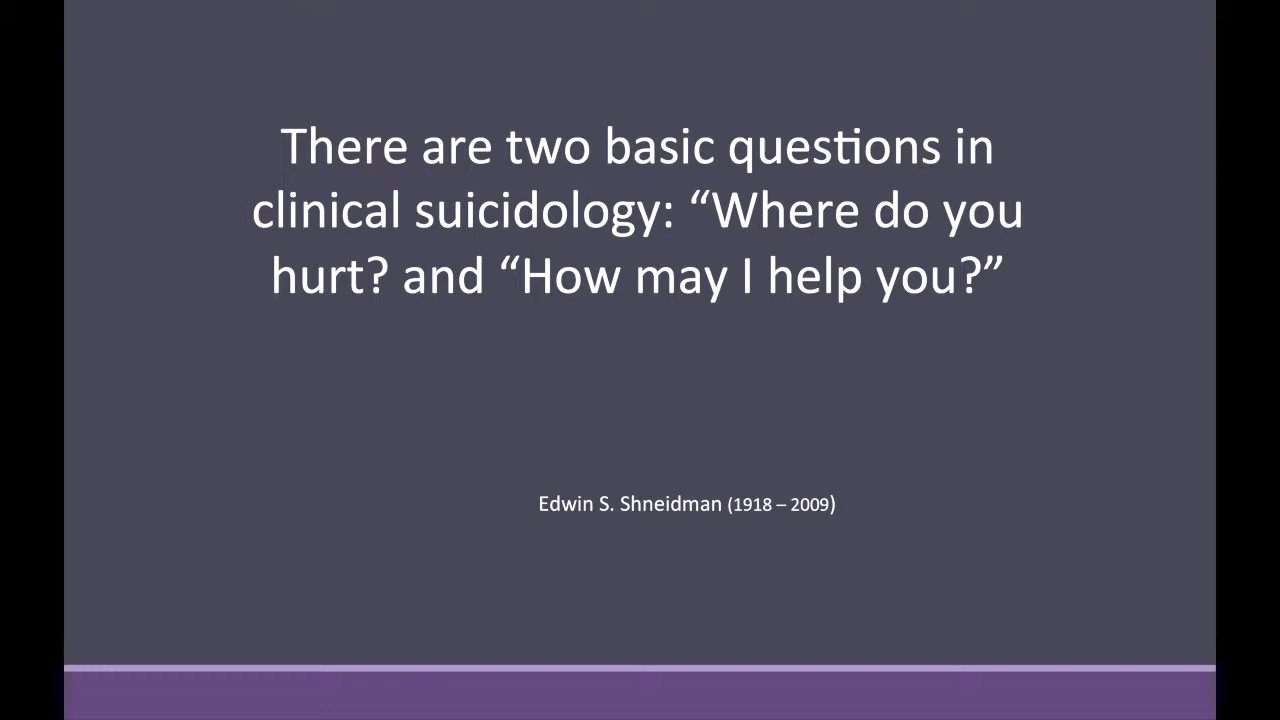 There are two basic questions in
clinical suicidology: “Where do you
hurt? and “How may I help you?”
Edwin S. Shneidman (1918 – 2009)